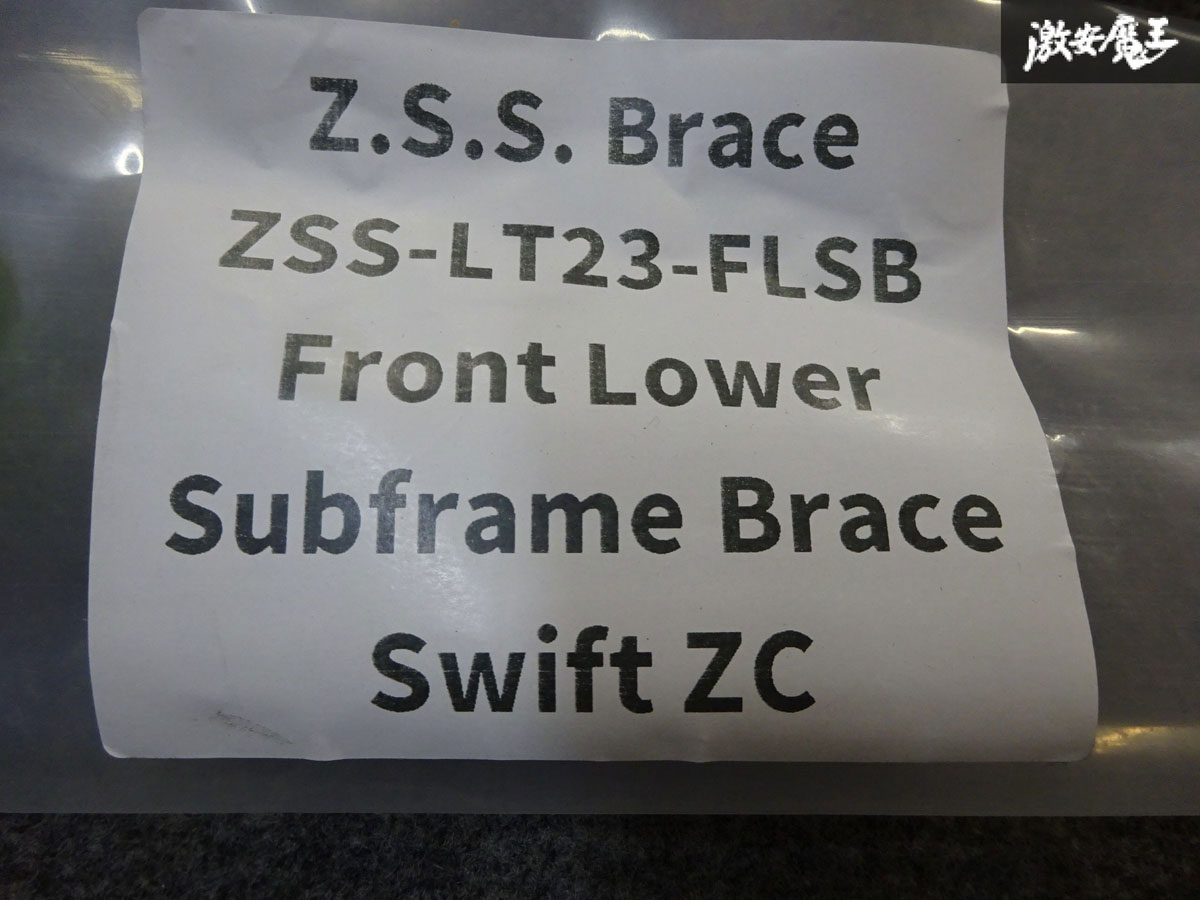 激安魔王
Z.S.S. Brace
ZSS-LT23-FLSB
Front Lower
Subframe Brace
Swift ZC